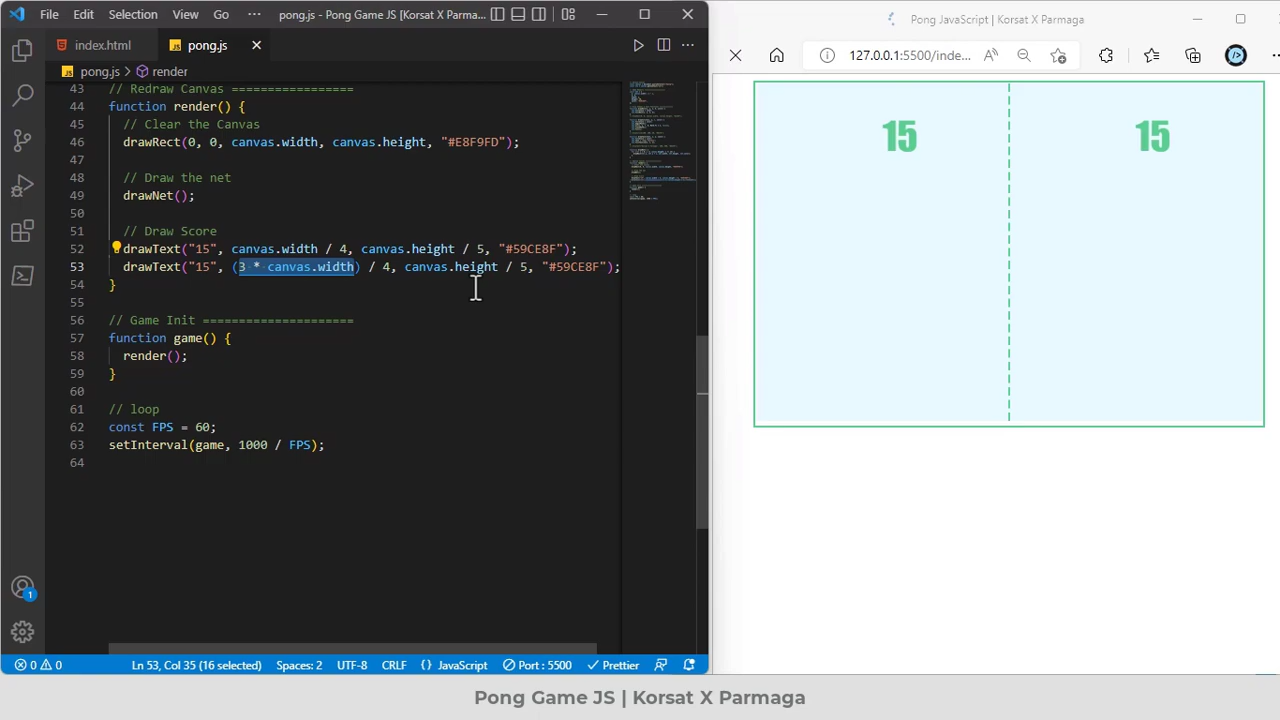 File Edit Selection View Go ··· pong.js - Pong Game JS [Korsat X Parma...
index.html pong.js
pong.js > render
43 // Redraw Canvas =================
44 function render() {
45 // Clear the Canvas
46 drawRect(0, 0, canvas.width, canvas.height, "#E8F9FD");
47
48 // Draw the net
49 drawNet();
50
51 // Draw Score
52 drawText("15", canvas.width / 4, canvas.height / 5, "#59CE8F");
53 drawText("15", (3 * canvas.width) / 4, canvas.height / 5, "#59CE8F");
54 }
55
56 // Game Init =====================
57 function game() {
58 render();
59 }
60
61 // loop
62 const FPS = 60;
63 setInterval(game, 1000 / FPS);
64
1
0 0 Ln 53, Col 35 (16 selected) Spaces: 2 UTF-8 CRLF {} JavaScript Port : 5500 Prettier
Pong JavaScript | Korsat X Parmaga
127.0.0.1:5500/inde...
15 15
Pong Game JS | Korsat X Parmaga